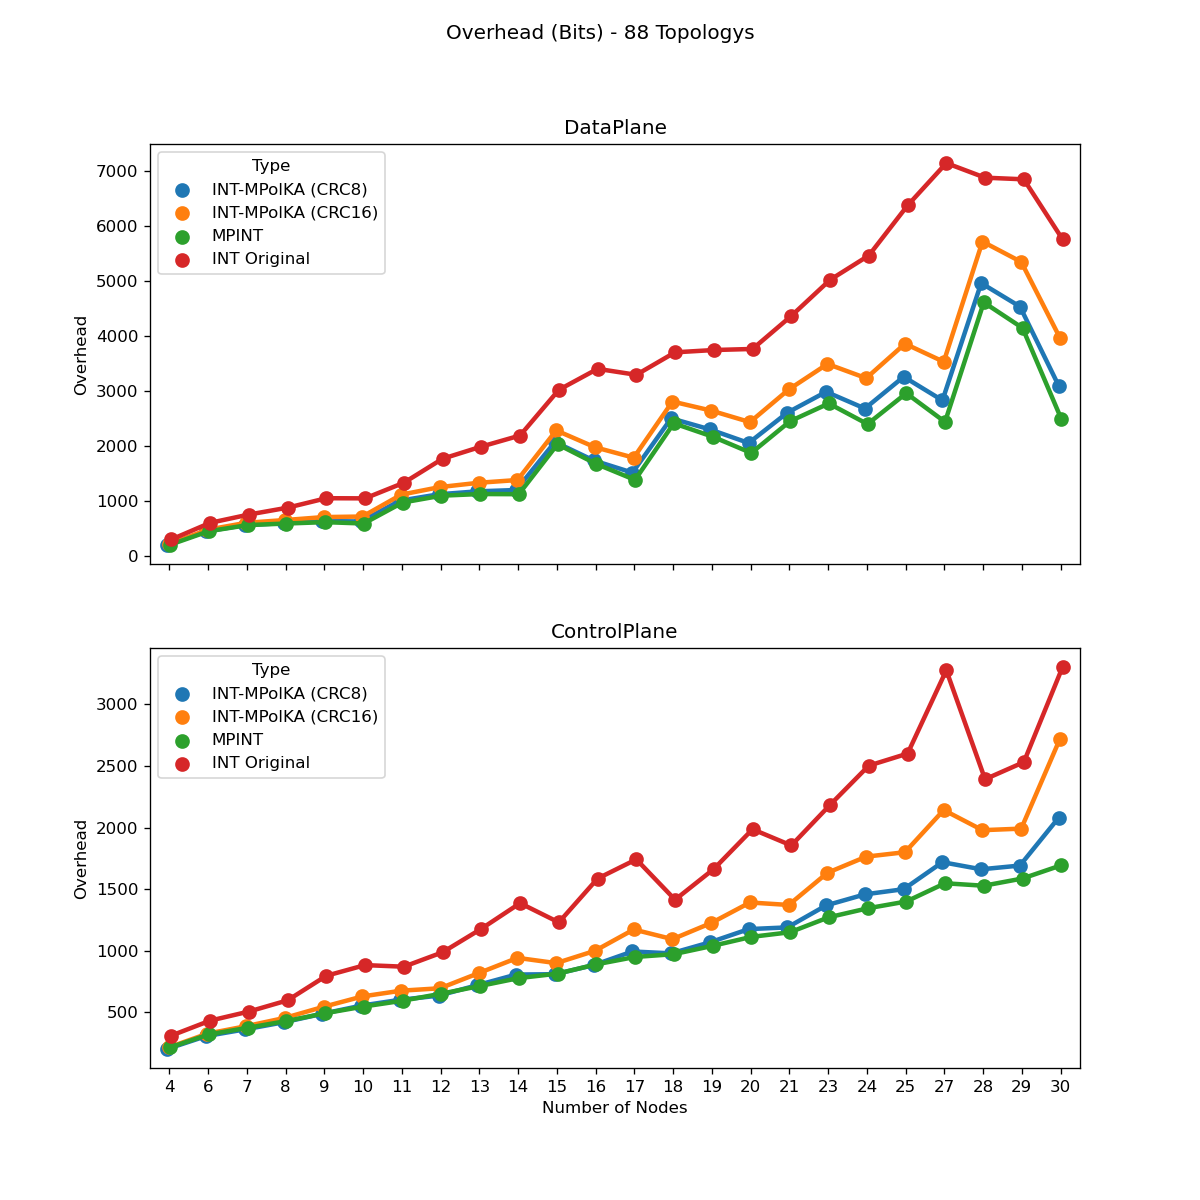 Overhead (Bits) - 88 Topologys
DataPlane
Type
INT-MPolKA (CRC8)
INT-MPolKA (CRC16)
MPINT
INT Original
7000
6000
5000
4000
3000
2000
1000
0
Overhead
ControlPlane
Type
INT-MPolKA (CRC8)
INT-MPolKA (CRC16)
MPINT
INT Original
3000
2500
2000
1500
1000
500
Overhead
4 6 7 8 9 10 11 12 13 14 15 16 17 18 19 20 21 23 24 25 27 28 29 30
Number of Nodes